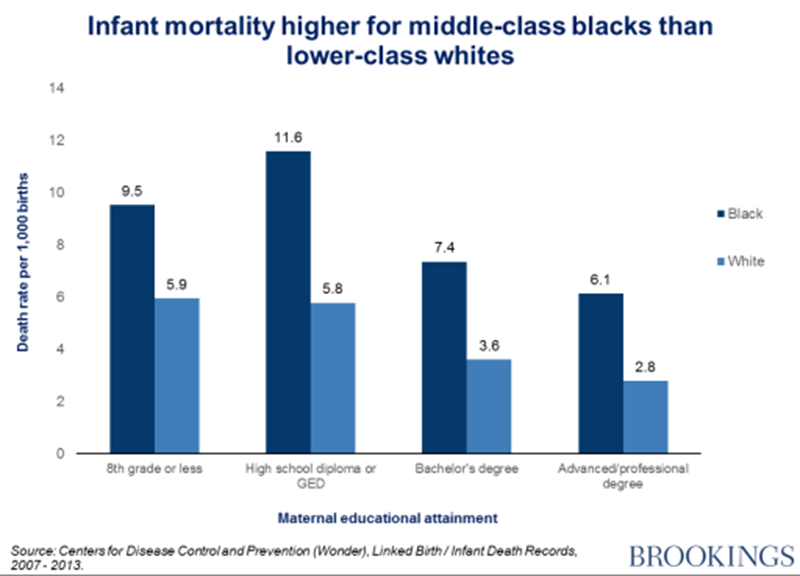 Infant mortality higher for middle-class blacks than
lower-class whites
14
12
10
8
6
4
2
0
Death rate per 1,000 births
9.5
5.9
11.6
5.8
7.4
3.6
6.1
2.8
Black
White
8th grade or less
High school diploma or
GED
Bachelor's degree
Advanced/professional
degree
Maternal educational attainment
Source: Centers for Disease Control and Prevention (Wonder), Linked Birth / Infant Death Records,
2007 - 2013.
BROOKINGS